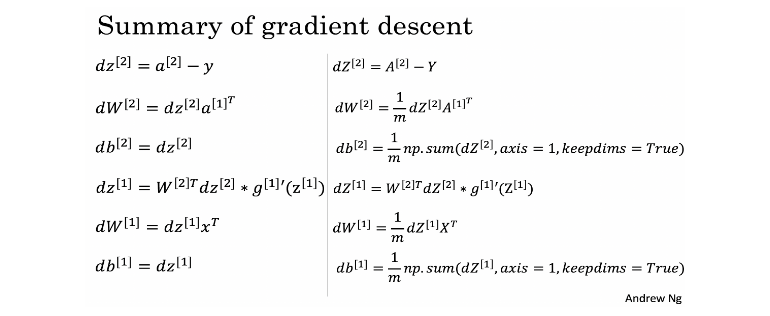 Summary of gradient descent
dz^{[2]} = a^{[2]} − y
dW^{[2]} = dz^{[2]}a^{[1]^T}
db^{[2]} = dz^{[2]}
dz^{[1]} = W^{[2]T}dz^{[2]} ∗ g^{[1]}′(z^{[1]})
dW^{[1]} = dz^{[1]}x^T
db^{[1]} = dz^{[1]}
dZ^{[2]} = A^{[2]} − Y
dW^{[2]} = \frac{1}{m} dZ^{[2]}A^{[1]^T}
db^{[2]} = \frac{1}{m} np.sum(dZ^{[2]}, axis = 1, keepdims = True)
dZ^{[1]} = W^{[2]T}dZ^{[2]} ∗ g^{[1]}′(Z^{[1]})
dW^{[1]} = \frac{1}{m} dZ^{[1]}X^T
db^{[1]} = \frac{1}{m} np.sum(dZ^{[1]}, axis = 1, keepdims = True)
Andrew Ng